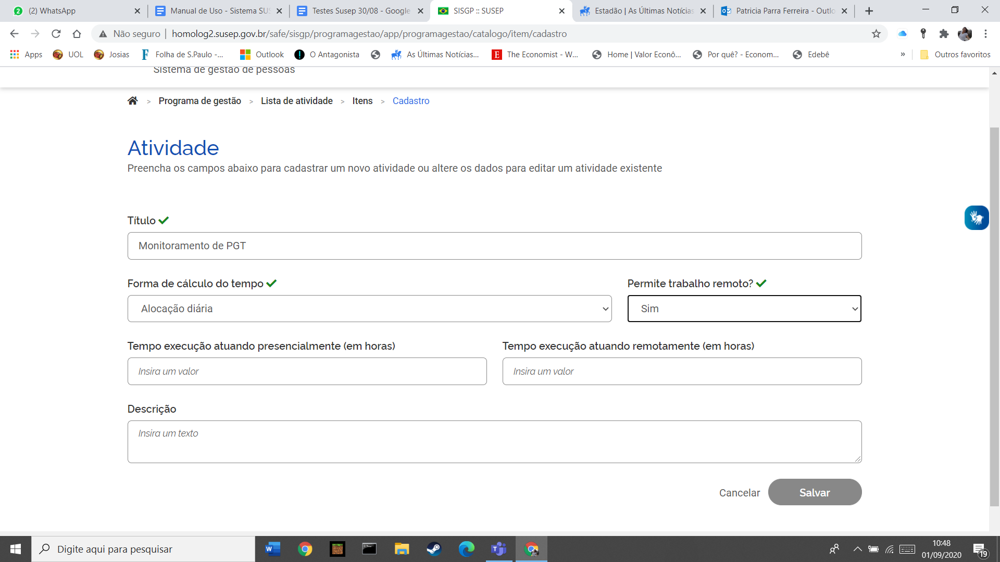 (2) WhatsApp
Manual de Uso - Sistema SUS
Testes Susep 30/08 - Google
SISGP :: SUSEP
Estadão | As Últimas Notícias
Patricia Parra Ferreira - Outlo
Não seguro
homolog2.susep.gov.br/safe/sisgp/programagestao/app/programagestao/catalogo/item/cadastro
Apps
UOL
Josias
Folha de S.Paulo -...
Outlook
O Antagonista
As Últimas Notícias...
The Economist - W...
Home | Valor Econô...
Por quê? - Econom...
Edebê
»
Outros favoritos
Sistema de gestão de pessoas
> Programa de gestão > Lista de atividade > Itens > Cadastro
Atividade
Preencha os campos abaixo para cadastrar um novo atividade ou altere os dados para editar um atividade existente
Título
Monitoramento de PGT
Forma de cálculo do tempo
Permite trabalho remoto?
Alocação diária
Sim
Tempo execução atuando presencialmente (em horas)
Tempo execução atuando remotamente (em horas)
Insira um valor
Insira um valor
Descrição
Insira um texto
Cancelar
Salvar
Digite aqui para pesquisar
10:48
01/09/2020
19